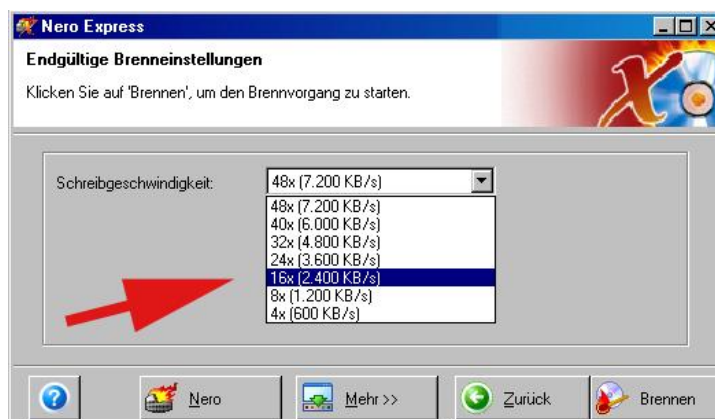 Nero Express
Endgültige Brenneinstellungen
Klicken Sie auf 'Brennen', um den Brennvorgang zu starten.
Schreibgeschwindigkeit:
48x (7.200 KB/s)
48x (7.200 KB/s)
40x (6.000 KB/s)
32x (4.800 KB/s)
24x (3.600 KB/s)
16x (2.400 KB/s)
8x (1.200 KB/s)
4x (600 KB/s)
Nero
Mehr >>
Zurück
Brennen